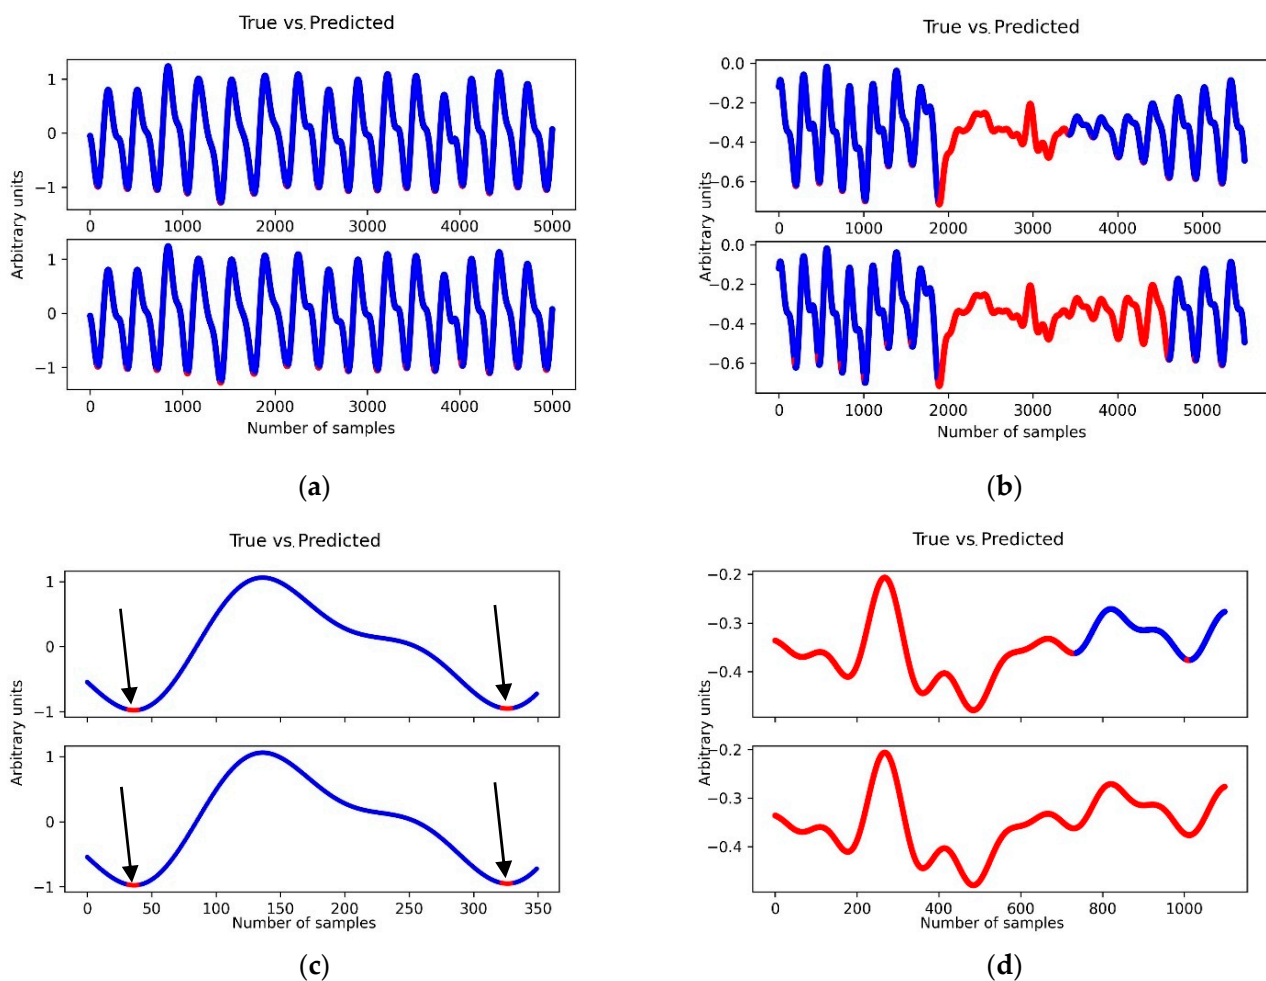 True vs. Predicted
1
0
−1
0 1000 2000 3000 4000 5000
1
0
−1
0 1000 2000 3000 4000 5000
Arbitrary units
Number of samples
(a)
True vs. Predicted
0.0
−0.2
−0.4
−0.6
0 1000 2000 3000 4000 5000
0.0
−0.2
−0.4
−0.6
0 1000 2000 3000 4000 5000
Arbitrary units
Number of samples
(b)
True vs. Predicted
1
0
−1
1
0
−1
0 50 100 150 200 250 300 350
Arbitrary units
Number of samples
(c)
True vs. Predicted
−0.2
−0.3
−0.4
−0.2
−0.3
−0.4
0 200 400 600 800 1000
Arbitrary units
Number of samples
(d)